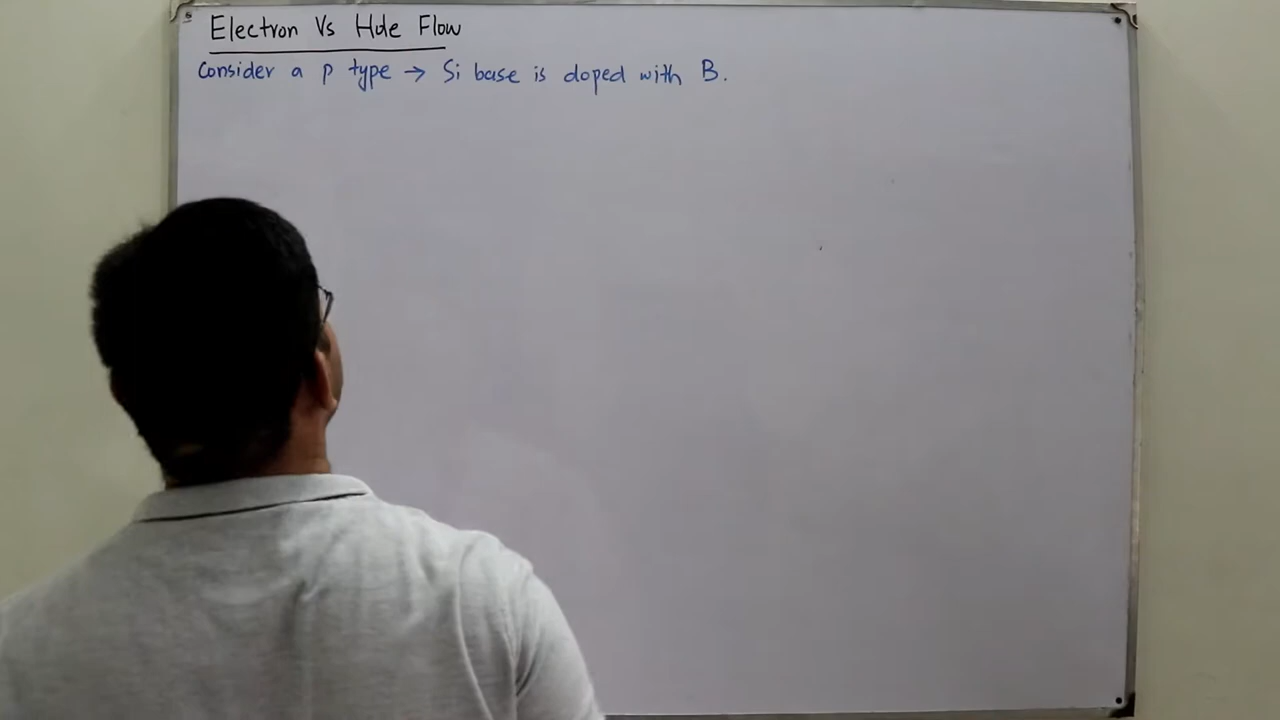 Electron Vs Hole Flow
Consider a p type → Si base is doped with B.